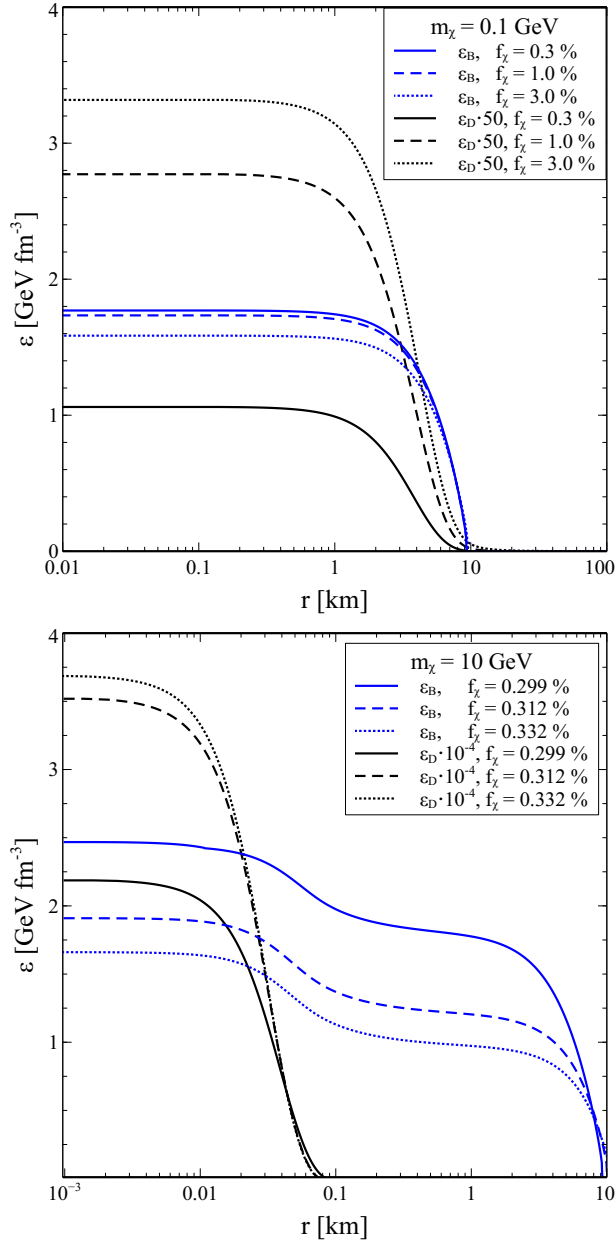 m_χ = 0.1 GeV
ε_B, f_χ = 0.3 %
ε_B, f_χ = 1.0 %
ε_B, f_χ = 3.0 %
ε_D·50, f_χ = 0.3 %
ε_D·50, f_χ = 1.0 %
ε_D·50, f_χ = 3.0 %
4
3
2
1
0
ε [GeV fm⁻³]
0.01 0.1 1 10 100
r [km]
m_χ = 10 GeV
ε_B, f_χ = 0.299 %
ε_B, f_χ = 0.312 %
ε_B, f_χ = 0.332 %
ε_D·10⁻⁴, f_χ = 0.299 %
ε_D·10⁻⁴, f_χ = 0.312 %
ε_D·10⁻⁴, f_χ = 0.332 %
4
3
2
1
ε [GeV fm⁻³]
10⁻³ 0.01 0.1 1 10
r [km]